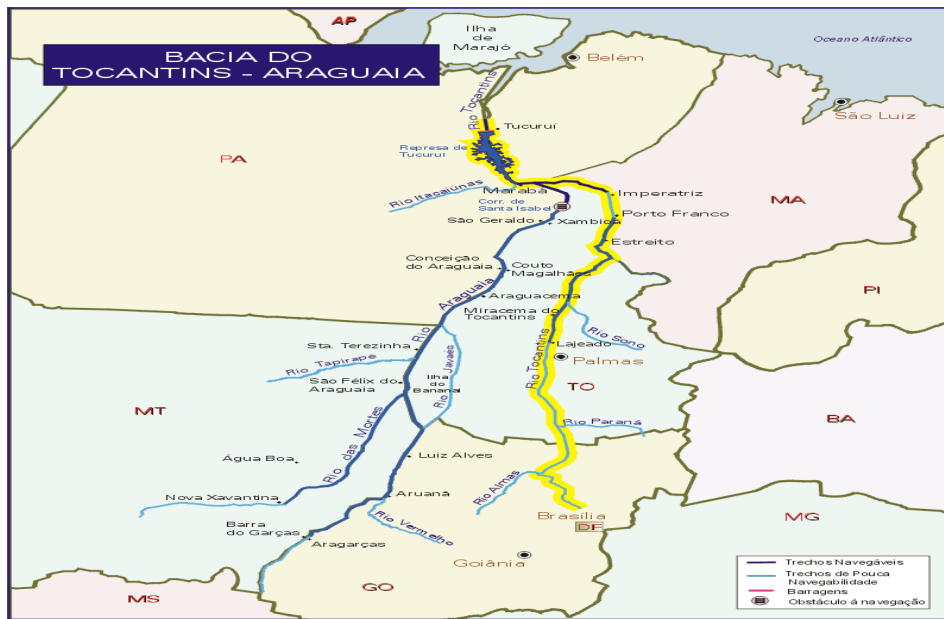 AP
Ilha
de
Marajó
Oceano Atlântico
BACIA DO
TOCANTINS - ARAGUAIA
Belém
Rio Tocantins
São Luiz
Tucuruí
PA
Represa de
Tucuruí
Marabá
Rio Itacaiúnas
Imperatriz
Corr. de
Santa Isabel
MA
São Geraldo
Xambioá
Porto Franco
Estreito
Conceição
do Araguaia
Couto
Magalhães
PI
Araguacema
Rio Araguaia
Miracema do
Tocantins
Rio Sono
Sta. Terezinha
Lajeado
Rio Tapirapé
Rio Javaés
Rio Tocantins
Palmas
São Félix do
Araguaia
Ilha
do
Bananal
TO
MT
BA
Rio das Mortes
Rio Paraná
Água Boa
Luiz Alves
Rio Almas
Nova Xavantina
Aruanã
Brasília
DF
MG
Barra
do Garças
Rio Vermelho
Aragarças
Goiânia
GO
MS
Trechos Navegáveis
Trechos de Pouca
Navegabilidade
Barragens
Obstáculo à navegação